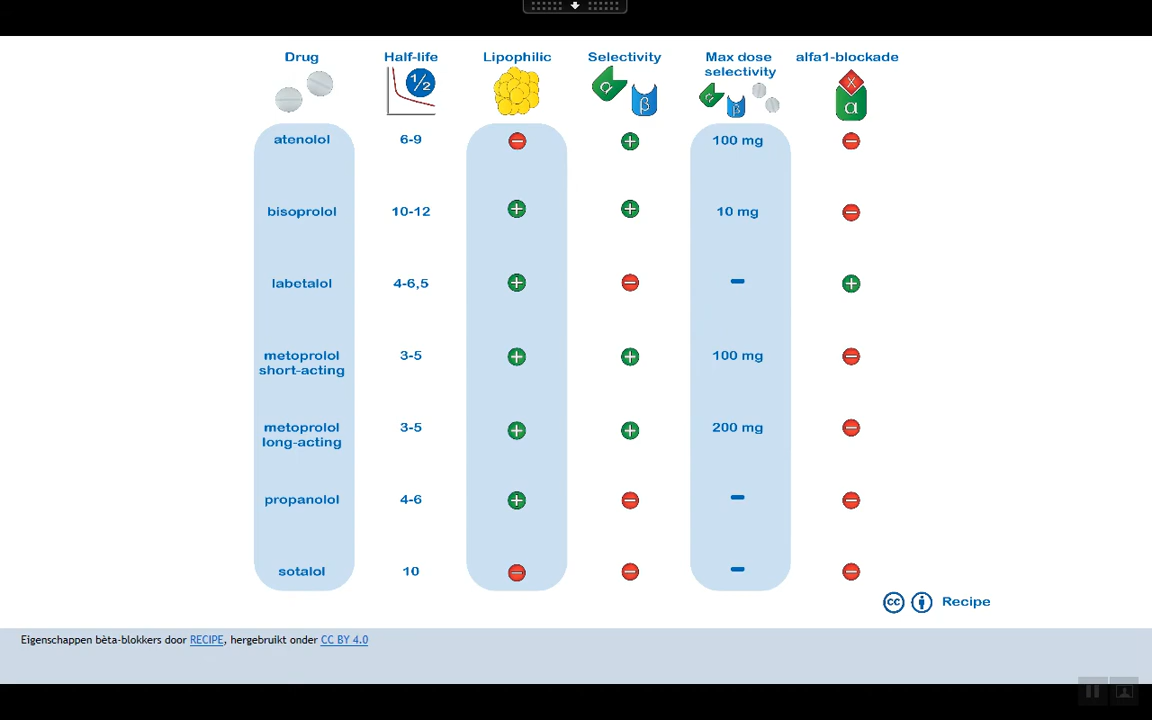 Drug Half-life Lipophilic Selectivity Max dose selectivity alfa1-blockade
½ α β α β X α
atenolol 6-9 100 mg
bisoprolol 10-12 10 mg
labetalol 4-6,5 -
metoprolol short-acting 3-5 100 mg
metoprolol long-acting 3-5 200 mg
propanolol 4-6 -
sotalol 10 -
cc Recipe
Eigenschappen bèta-blokkers door RECIPE, hergebruikt onder CC BY 4.0